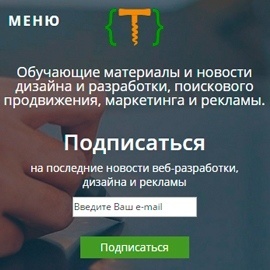 МЕНЮ
{T}
Обучающие материалы и новости
дизайна и разработки, поискового
продвижения, маркетинга и рекламы.
Подписаться
на последние новости веб-разработки,
дизайна и рекламы
Введите Ваш e-mail
Подписаться